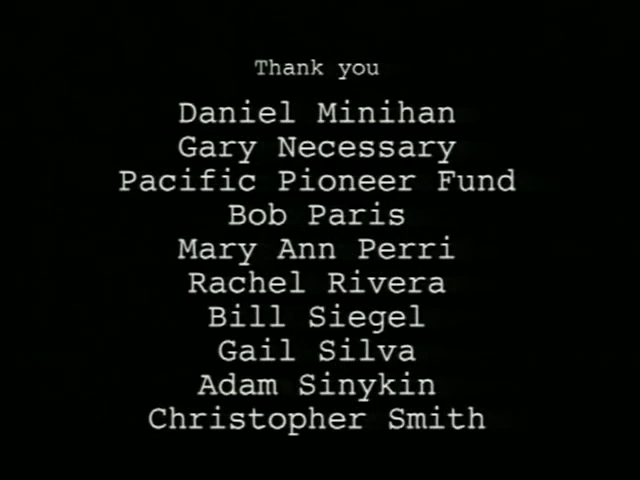 Thank you
Daniel Minihan
Gary Necessary
Pacific Pioneer Fund
Bob Paris
Mary Ann Perri
Rachel Rivera
Bill Siegel
Gail Silva
Adam Sinykin
Christopher Smith